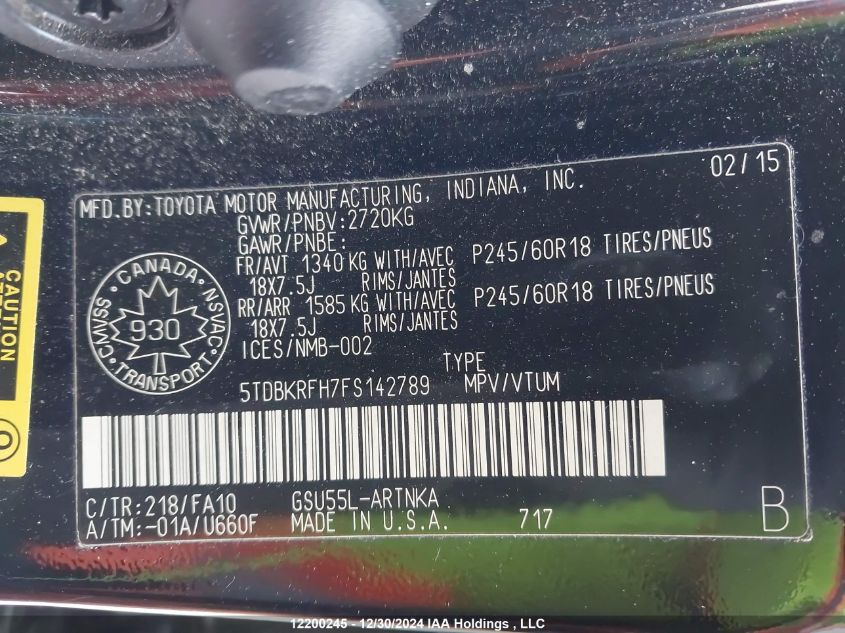 MFD.BY:TOYOTA MOTOR MANUFACTURING, INDIANA, INC. 02/15
GVWR/PNBV:2720KG
GAWR/PNBE:
FR/AVT 1340 KG WITH/AVEC P245/60R18 TIRES/PNEUS
18X7.5J RIMS/JANTES
RR/ARR 1585 KG WITH/AVEC P245/60R18 TIRES/PNEUS
18X7.5J RIMS/JANTES
ICES/NMB-002
CANADA
CMVSS
NSVAC
930
TRANSPORT
TYPE
5TDBKRFH7FS142789 MPV/VTUM
C/TR:218/FA10 GSU55L-ARTNKA
A/TM:-01A/U660F MADE IN U.S.A. 717 B
CAUTION
12200245 - 12/30/2024 IAA Holdings , LLC